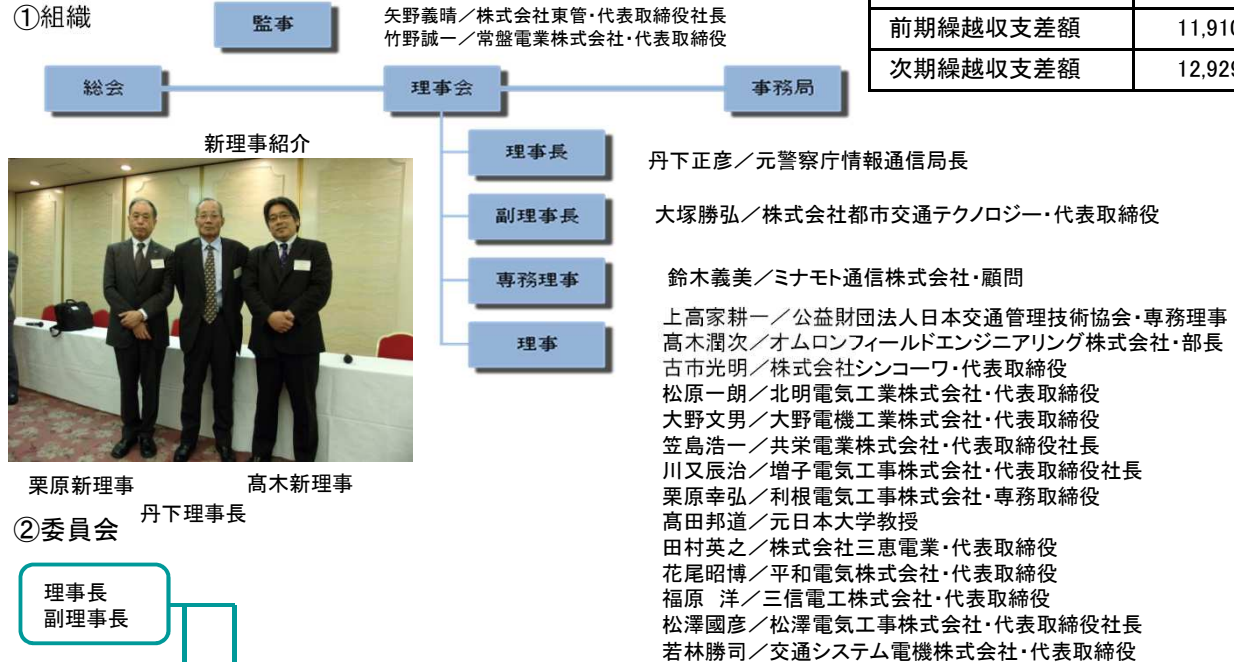 ①組織
監事
矢野義晴／株式会社東管・代表取締役社長
竹野誠一／常盤電業株式会社・代表取締役
前期繰越収支差額
次期繰越収支差額
総会
理事会
事務局
新理事紹介
理事長
丹下正彦／元警察庁情報通信局長
副理事長
大塚勝弘／株式会社都市交通テクノロジー・代表取締役
専務理事
鈴木義美／ミナモト通信株式会社・顧問
理事
上高家耕一／公益財団法人日本交通管理技術協会・専務理事
髙木潤次／オムロンフィールドエンジニアリング株式会社・部長
古市光明／株式会社シンコーワ・代表取締役
松原一朗／北明電気工業株式会社・代表取締役
大野文男／大野電機工業株式会社・代表取締役
笠島浩一／共栄電業株式会社・代表取締役社長
川又辰治／増子電気工事株式会社・代表取締役社長
栗原幸弘／利根電気工事株式会社・専務取締役
髙田邦道／元日本大学教授
田村英之／株式会社三恵電業・代表取締役
花尾昭博／平和電気株式会社・代表取締役
福原 洋／三信電工株式会社・代表取締役
松澤國彦／松澤電気工事株式会社・代表取締役社長
若林勝司／交通システム電機株式会社・代表取締役
栗原新理事
髙木新理事
丹下理事長
②委員会
理事長
副理事長